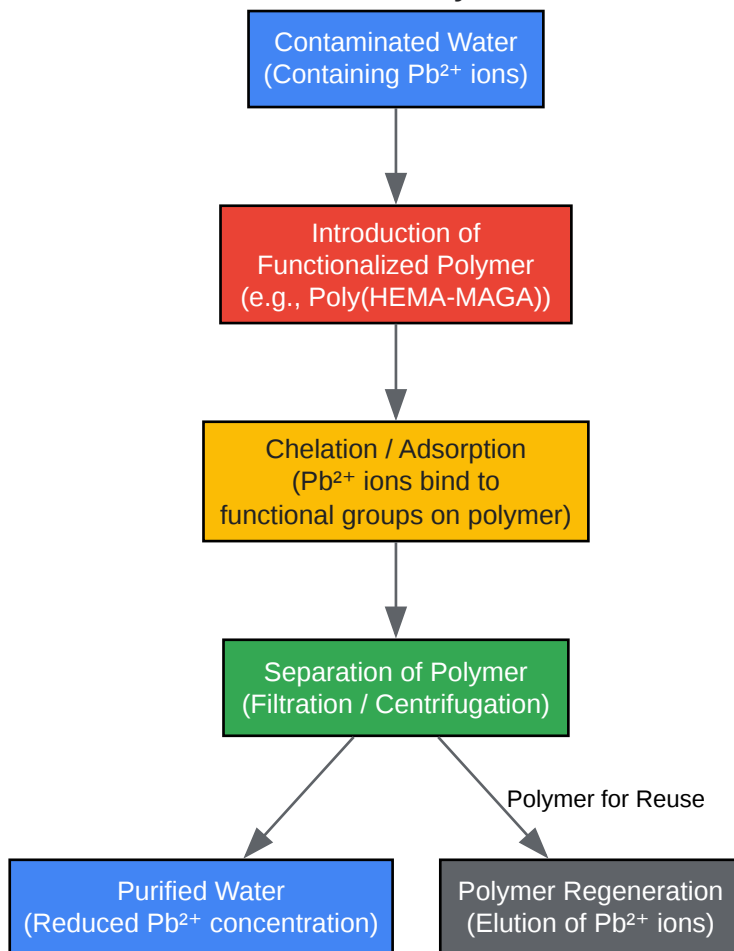 Contaminated Water
(Containing Pb²⁺ ions)
Introduction of
Functionalized Polymer
(e.g., Poly(HEMA-MAGA))
Chelation / Adsorption
(Pb²⁺ ions bind to
functional groups on polymer)
Separation of Polymer
(Filtration / Centrifugation)
Polymer for Reuse
Purified Water
(Reduced Pb²⁺ concentration)
Polymer Regeneration
(Elution of Pb²⁺ ions)